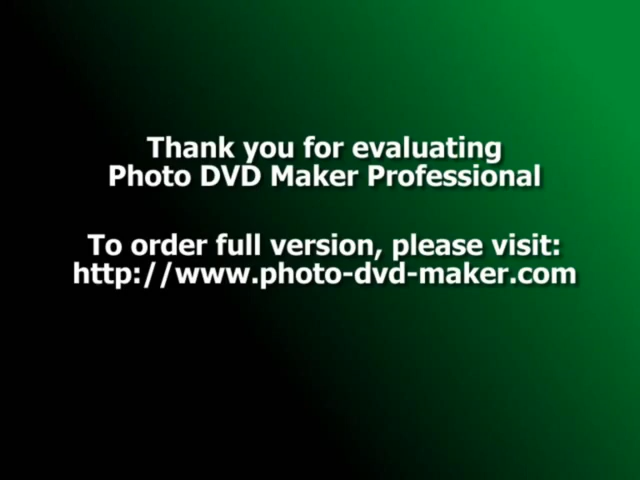 Thank you for evaluating
Photo DVD Maker Professional
To order full version, please visit:
http://www.photo-dvd-maker.com